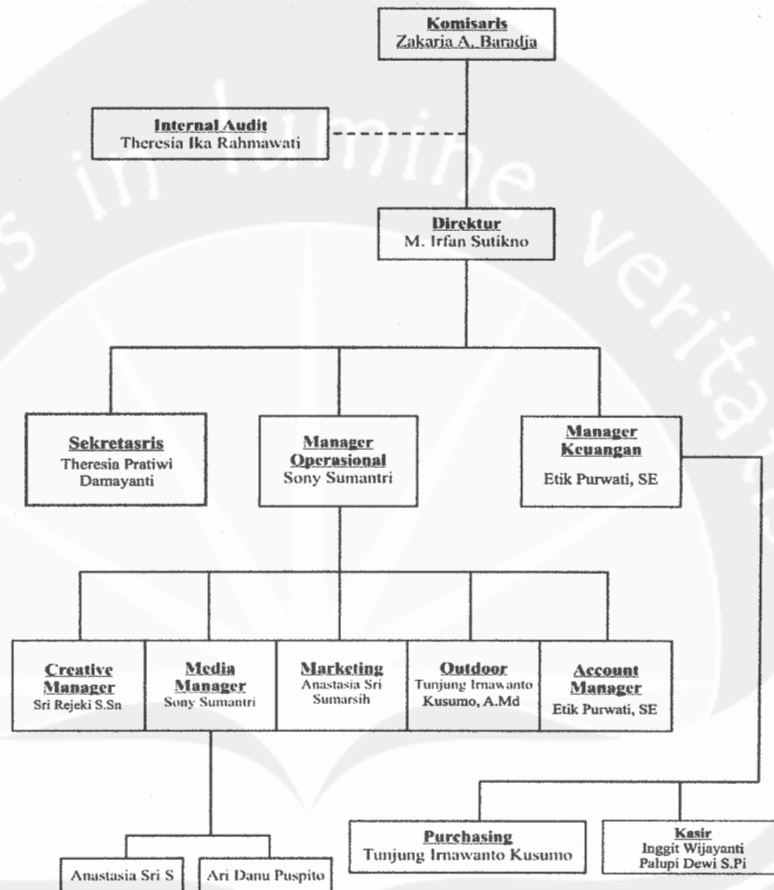 Komisaris
Zakaria A. Baradja
Internal Audit
Theresia Ika Rahmawati
Direktur
M. Irfan Sutikno
Sekretasris
Theresia Pratiwi
Damayanti
Manager
Operasional
Sony Sumantri
Manager
Keuangan
Etik Purwati, SE
Creative
Manager
Sri Rejeki S.Sn
Media
Manager
Sony Sumantri
Marketing
Anastasia Sri
Sumarsih
Outdoor
Tunjung Irnawanto
Kusumo, A.Md
Account
Manager
Etik Purwati, SE
Purchasing
Tunjung Irnawanto Kusumo
Kasir
Inggit Wijayanti
Palupi Dewi S.Pi
Anastasia Sri S
Ari Danu Puspito
s in lumine veritat